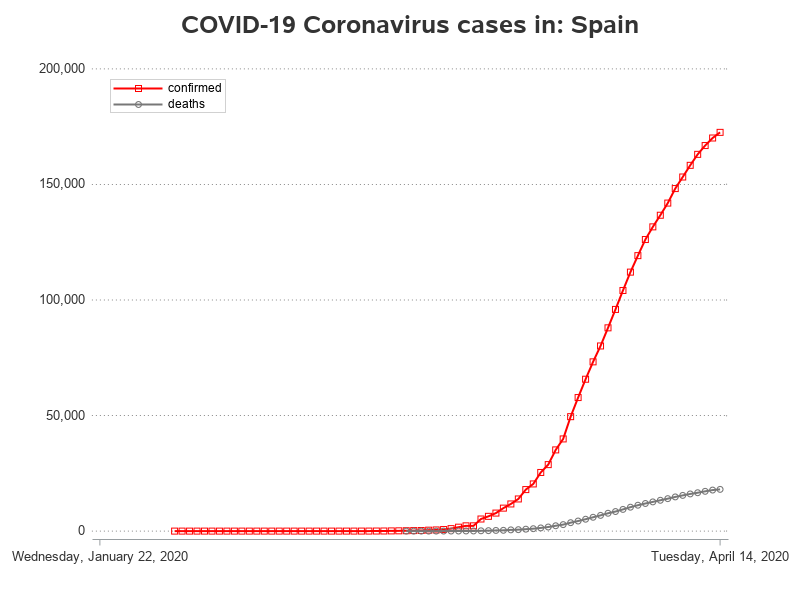 COVID-19 Coronavirus cases in: Spain
200,000
confirmed
deaths
150,000
100,000
50,000
0
Wednesday, January 22, 2020
Tuesday, April 14, 2020